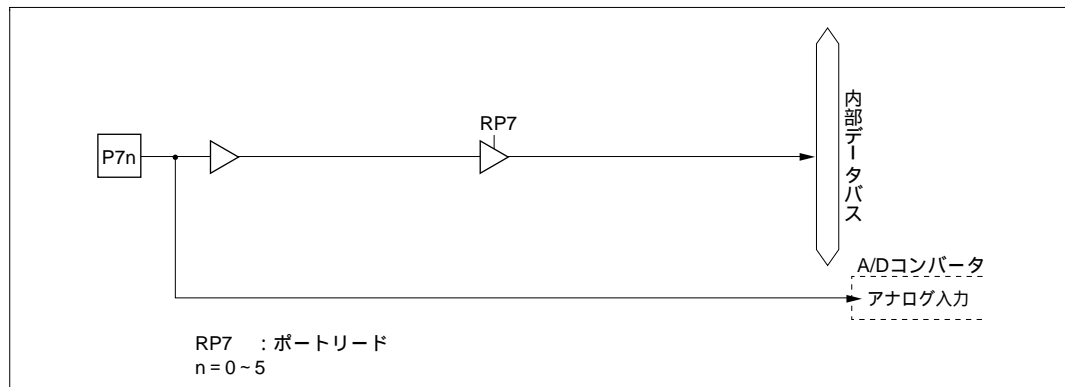 RP7
P7n
内部データバス
A/Dコンバータ
アナログ入力
RP7 :ポートリード
n = 0 ~ 5